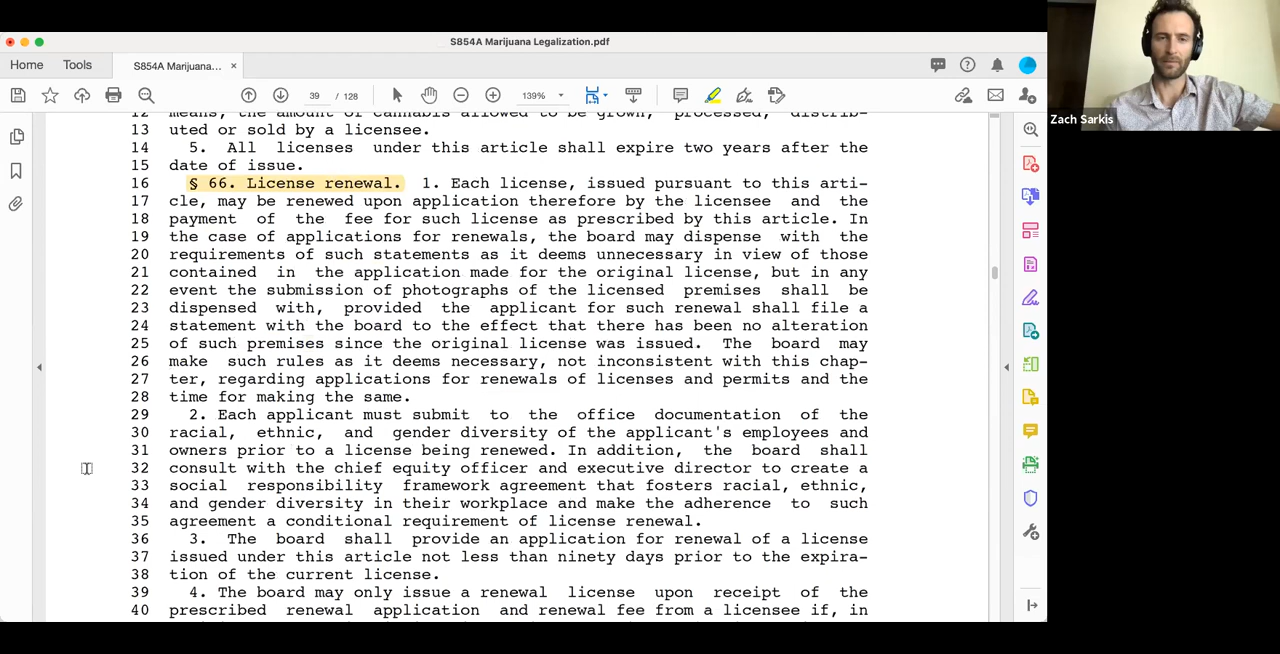 S854A Marijuana Legalization.pdf
Home Tools S854A Marijuana... ×
39 / 128 139%
12 means, the amount of cannabis allowed to be grown, processed, distrib-
13 uted or sold by a licensee.
14 5. All licenses under this article shall expire two years after the
15 date of issue.
16 § 66. License renewal. 1. Each license, issued pursuant to this arti-
17 cle, may be renewed upon application therefore by the licensee and the
18 payment of the fee for such license as prescribed by this article. In
19 the case of applications for renewals, the board may dispense with the
20 requirements of such statements as it deems unnecessary in view of those
21 contained in the application made for the original license, but in any
22 event the submission of photographs of the licensed premises shall be
23 dispensed with, provided the applicant for such renewal shall file a
24 statement with the board to the effect that there has been no alteration
25 of such premises since the original license was issued. The board may
26 make such rules as it deems necessary, not inconsistent with this chap-
27 ter, regarding applications for renewals of licenses and permits and the
28 time for making the same.
29 2. Each applicant must submit to the office documentation of the
30 racial, ethnic, and gender diversity of the applicant's employees and
31 owners prior to a license being renewed. In addition, the board shall
32 consult with the chief equity officer and executive director to create a
33 social responsibility framework agreement that fosters racial, ethnic,
34 and gender diversity in their workplace and make the adherence to such
35 agreement a conditional requirement of license renewal.
36 3. The board shall provide an application for renewal of a license
37 issued under this article not less than ninety days prior to the expira-
38 tion of the current license.
39 4. The board may only issue a renewal license upon receipt of the
40 prescribed renewal application and renewal fee from a licensee if, in
Zach Sarkis